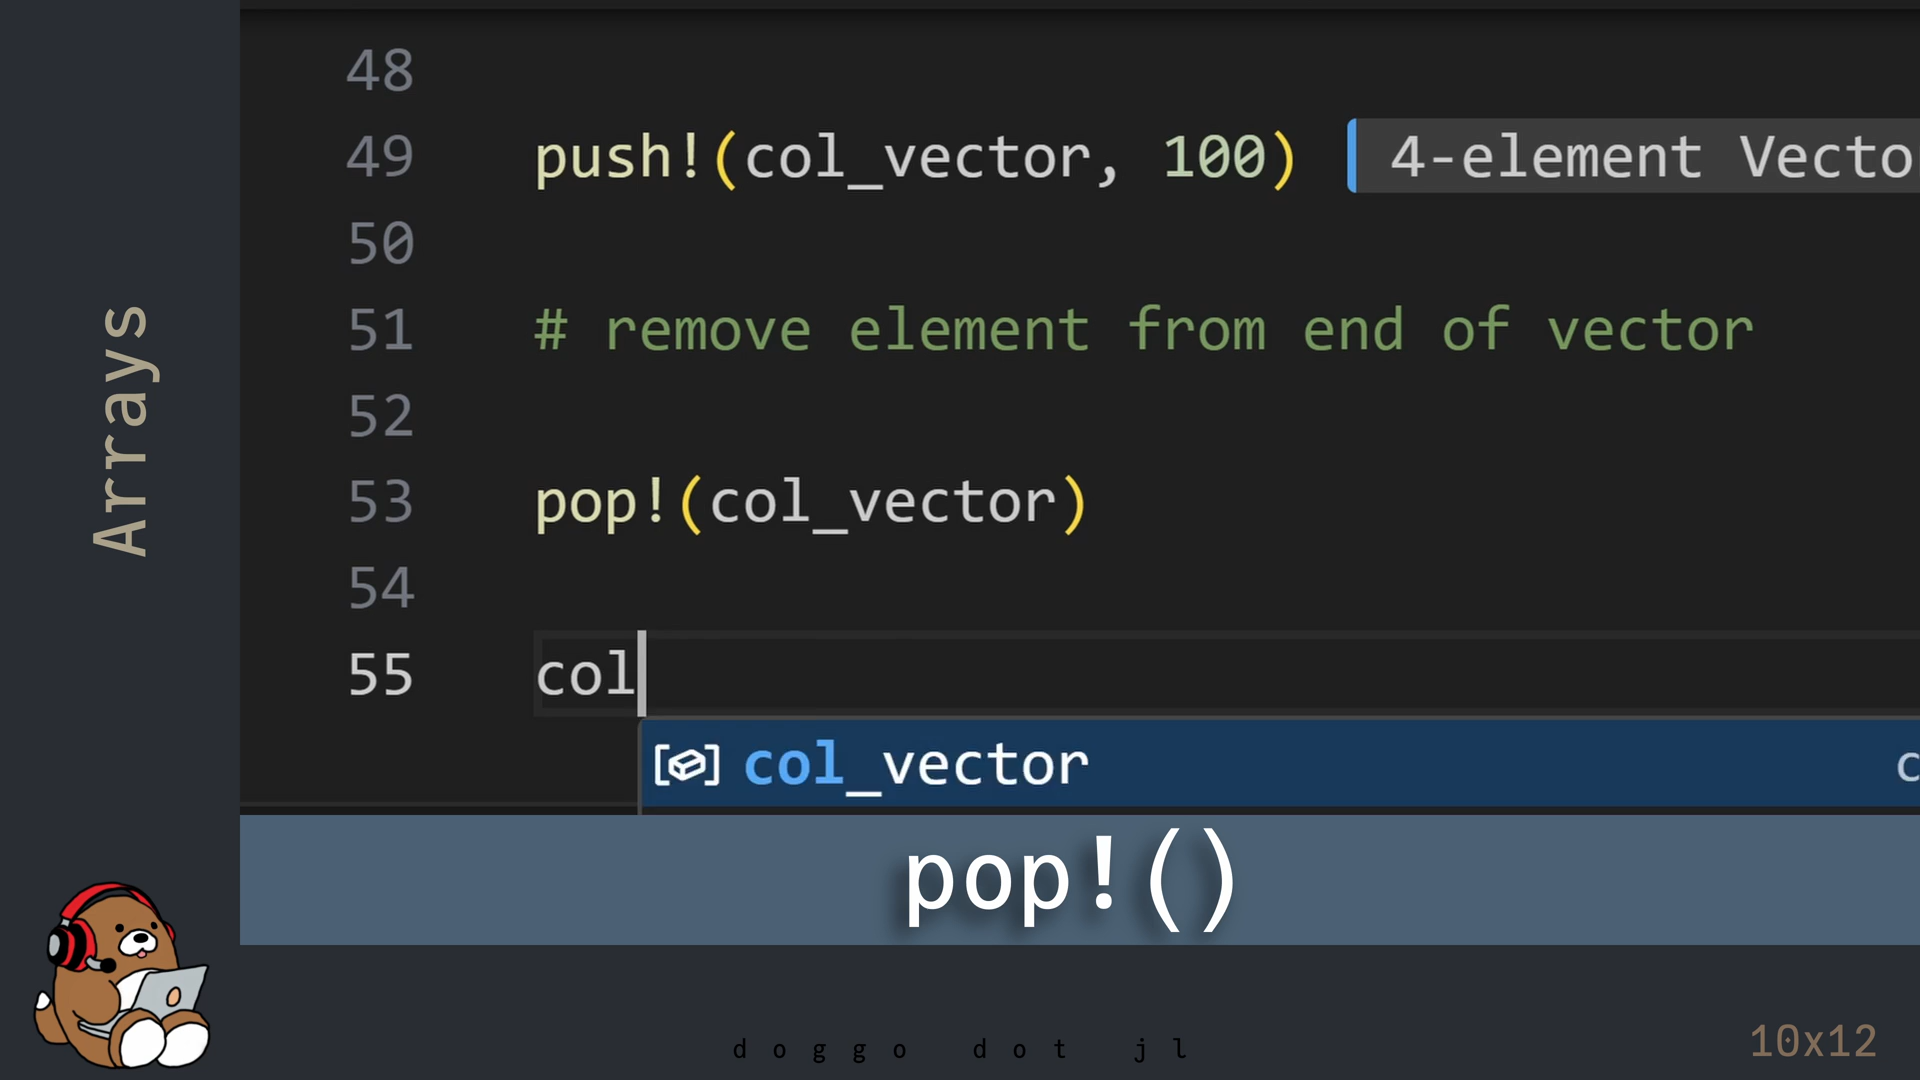 Arrays
48
49 push!(col_vector, 100) 4-element Vecto
50
51 # remove element from end of vector
52
53 pop!(col_vector)
54
55 col
col_vector c
pop!()
doggo dot jl
10x12